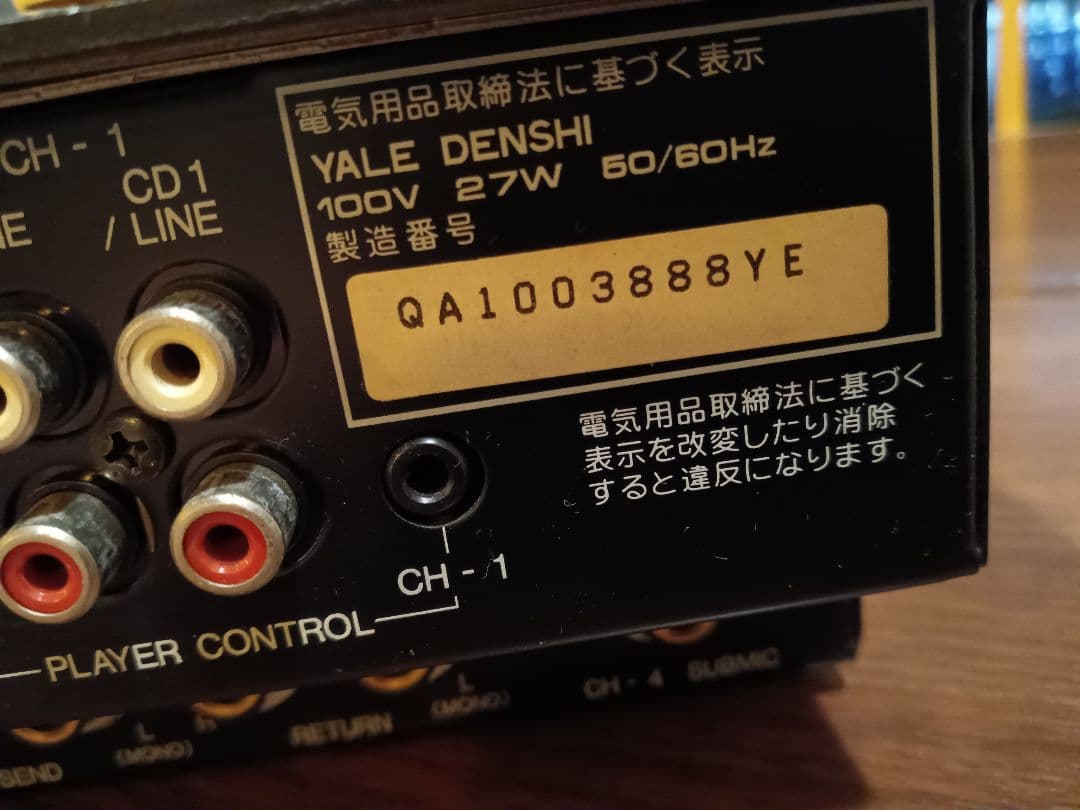 CH - 1
CD 1
/ LINE
電気用品取締法に基づく表示
YALE DENSHI
100V 27W 50/60Hz
製造番号
QA1003888YE
電気用品取締法に基づく
表示を改変したり消除
すると違反になります。
CH - 1
PLAYER CONTROL
L
(MONO)
SEND
RETURN
L
(MONO)
CH - 4 SUBMIC